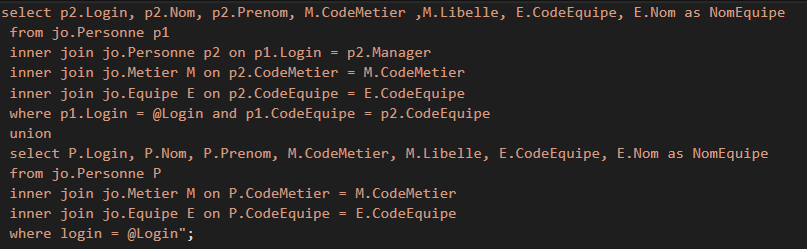 select p2.Login, p2.Nom, p2.Prenom, M.CodeMetier ,M.Libelle, E.CodeEquipe, E.Nom as NomEquipe
from jo.Personne p1
inner join jo.Personne p2 on p1.Login = p2.Manager
inner join jo.Metier M on p2.CodeMetier = M.CodeMetier
inner join jo.Equipe E on p2.CodeEquipe = E.CodeEquipe
where p1.Login = @Login and p1.CodeEquipe = p2.CodeEquipe
union
select P.Login, P.Nom, P.Prenom, M.CodeMetier, M.Libelle, E.CodeEquipe, E.Nom as NomEquipe
from jo.Personne P
inner join jo.Metier M on P.CodeMetier = M.CodeMetier
inner join jo.Equipe E on P.CodeEquipe = E.CodeEquipe
where login = @Login";